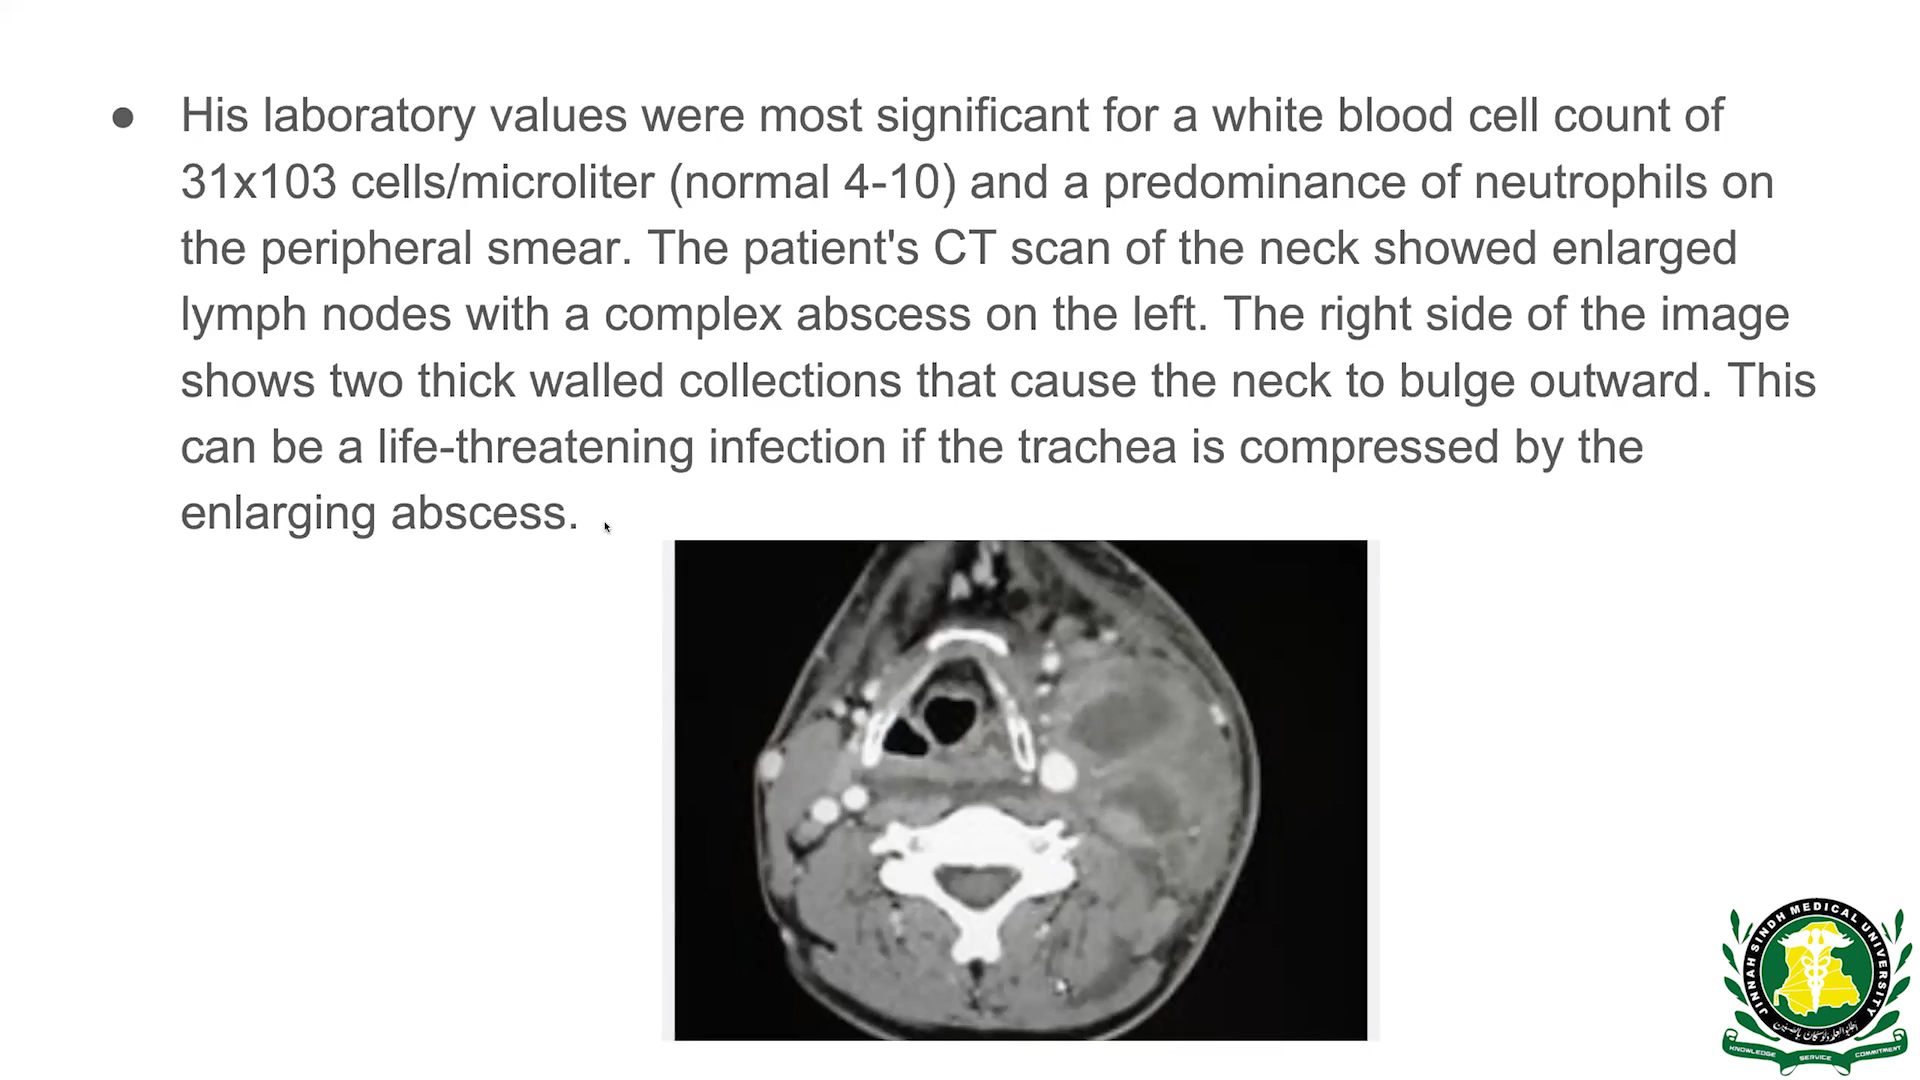 ● His laboratory values were most significant for a white blood cell count of
31x103 cells/microliter (normal 4-10) and a predominance of neutrophils on
the peripheral smear. The patient's CT scan of the neck showed enlarged
lymph nodes with a complex abscess on the left. The right side of the image
shows two thick walled collections that cause the neck to bulge outward. This
can be a life-threatening infection if the trachea is compressed by the
enlarging abscess.
JINNAH SINDH MEDICAL UNIVERSITY
KNOWLEDGE SERVICE COMMITMENT